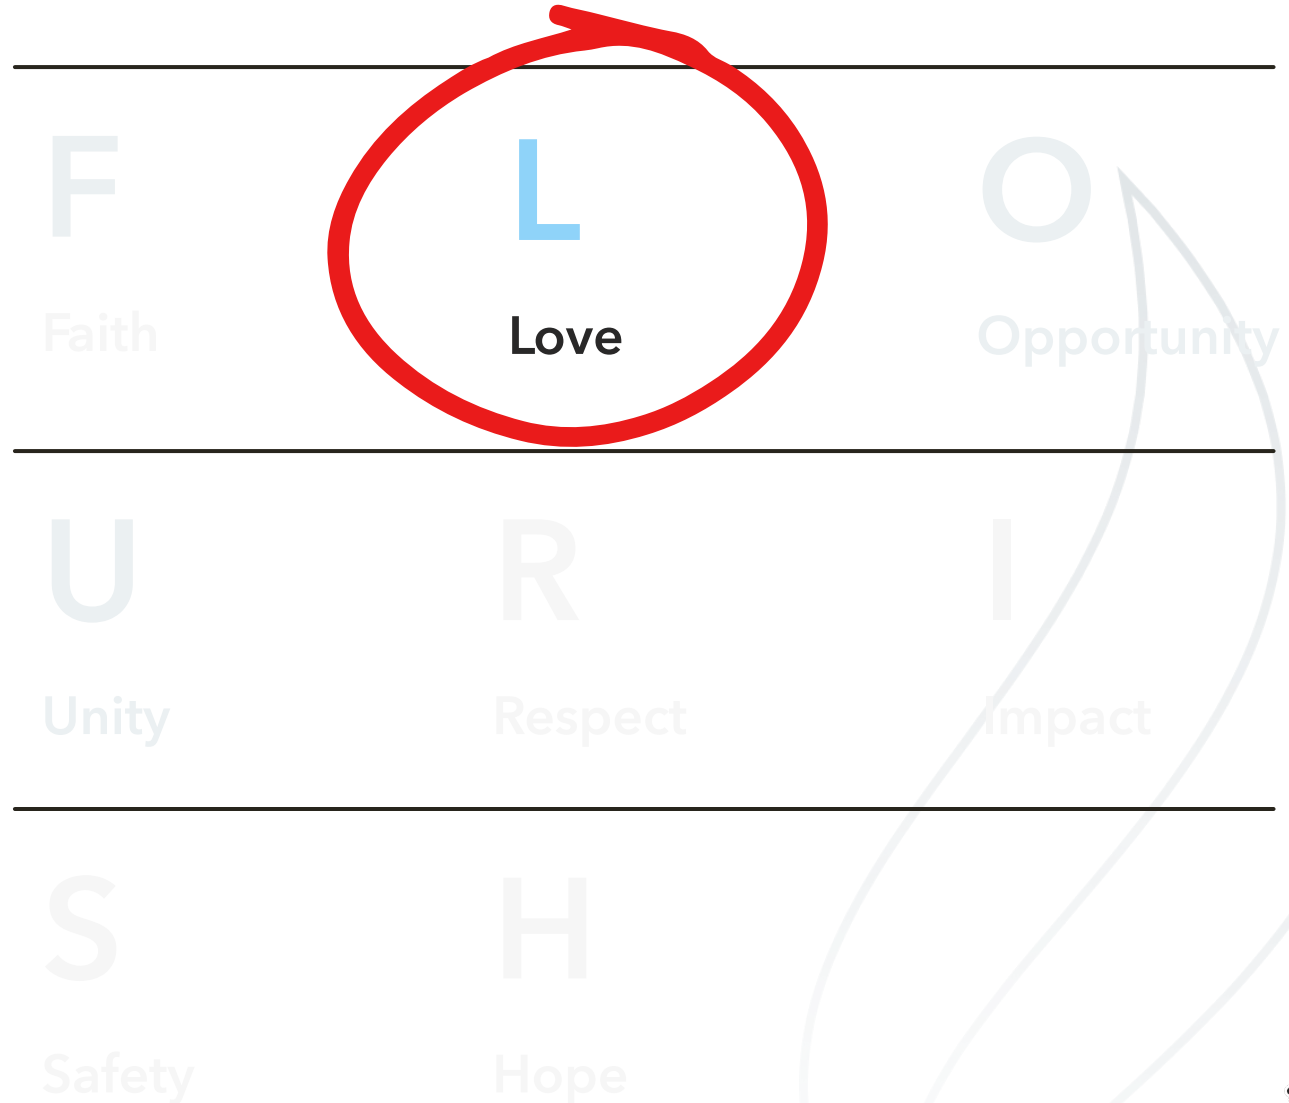 F L O
Faith Love Opportunity
U R I
Unity Respect Impact
S H
Safety Hope